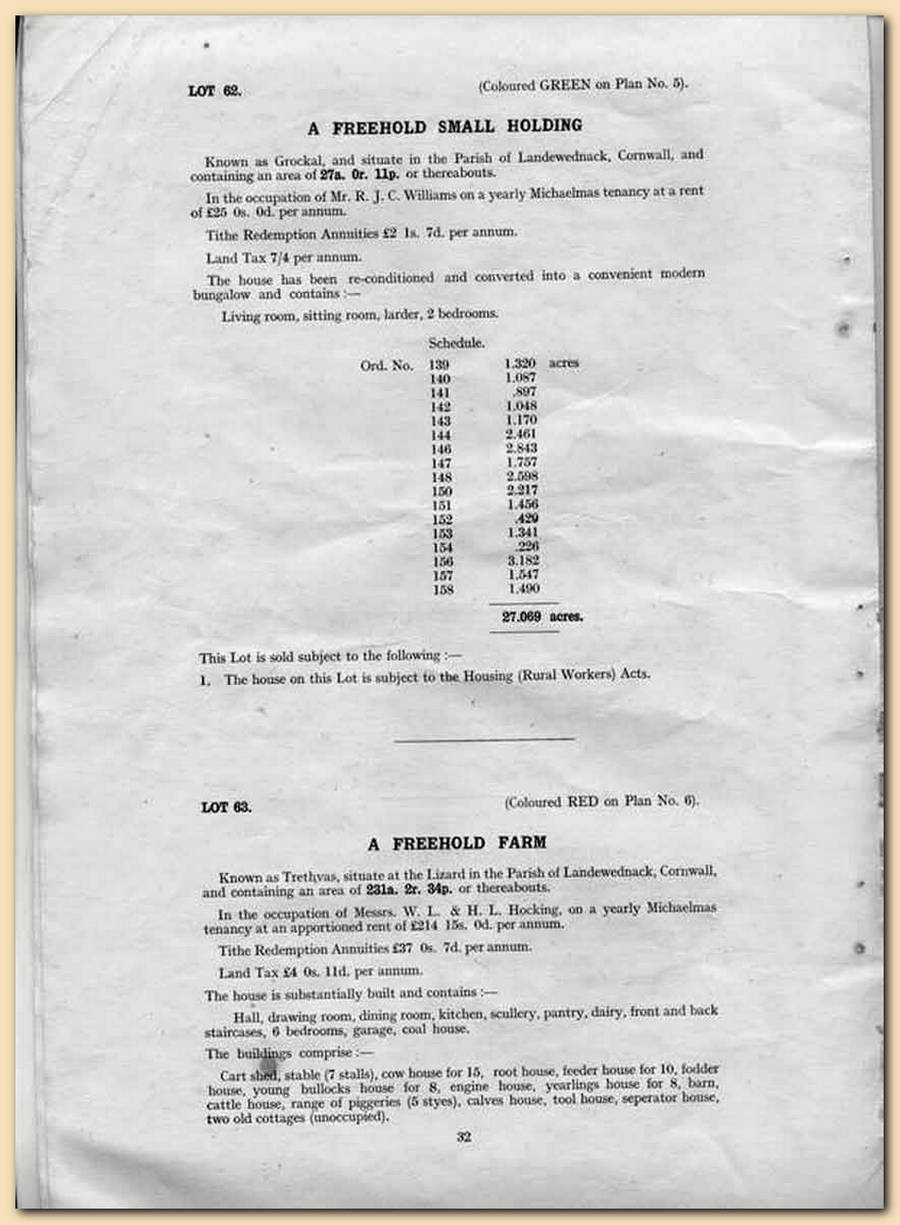 LOT 62. (Coloured GREEN on Plan No. 5).
A FREEHOLD SMALL HOLDING
Known as Grockal, and situate in the Parish of Landewednack, Cornwall, and
containing an area of 27a. 0r. 11p. or thereabouts.
In the occupation of Mr. R. J. C. Williams on a yearly Michaelmas tenancy at a rent
of £25 0s. 0d. per annum.
Tithe Redemption Annuities £2 1s. 7d. per annum.
Land Tax 7/4 per annum.
The house has been re-conditioned and converted into a convenient modern
bungalow and contains :—
Living room, sitting room, larder, 2 bedrooms.
Schedule.
Ord. No. 139 1.320 acres
140 1.087
141 .897
142 1.048
143 1.170
144 2.461
146 2.843
147 1.757
148 2.598
150 2.217
151 1.456
152 .429
153 1.341
154 .226
156 3.182
157 1.547
158 1.490
27.069 acres.
This Lot is sold subject to the following :—
1. The house on this Lot is subject to the Housing (Rural Workers) Acts.
LOT 63. (Coloured RED on Plan No. 6).
A FREEHOLD FARM
Known as Trethvas, situate at the Lizard in the Parish of Landewednack, Cornwall,
and containing an area of 231a. 2r. 34p. or thereabouts.
In the occupation of Messrs. W. L. & H. L. Hocking, on a yearly Michaelmas
tenancy at an apportioned rent of £214 15s. 0d. per annum.
Tithe Redemption Annuities £37 0s. 7d. per annum.
Land Tax £4 0s. 11d. per annum.
The house is substantially built and contains :—
Hall, drawing room, dining room, kitchen, scullery, pantry, dairy, front and back
staircases, 6 bedrooms, garage, coal house.
The buildings comprise :—
Cart shed, stable (7 stalls), cow house for 15, root house, feeder house for 10, fodder
house, young bullocks house for 8, engine house, yearlings house for 8, barn,
cattle house, range of piggeries (5 styes), calves house, tool house, seperator house,
two old cottages (unoccupied).
32